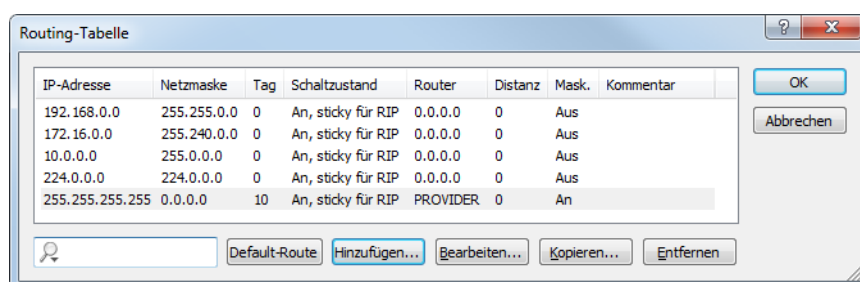 Routing-Tabelle
IP-Adresse Netzmaske Tag Schaltzustand Router Distanz Mask. Kommentar
192.168.0.0 255.255.0.0 0 An, sticky für RIP 0.0.0.0 0 Aus
172.16.0.0 255.240.0.0 0 An, sticky für RIP 0.0.0.0 0 Aus
10.0.0.0 255.0.0.0 0 An, sticky für RIP 0.0.0.0 0 Aus
224.0.0.0 224.0.0.0 0 An, sticky für RIP 0.0.0.0 0 Aus
255.255.255.255 0.0.0.0 10 An, sticky für RIP PROVIDER 0 An
OK
Abbrechen
Default-Route Hinzufügen... Bearbeiten... Kopieren... Entfernen